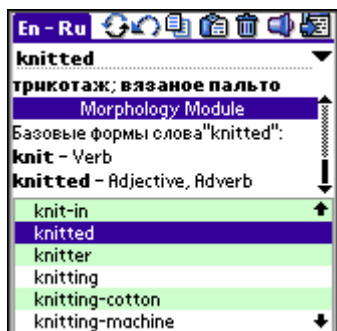 En - Ru
knitted
трикотаж; вязаное пальто
Morphology Module
Базовые формы слова"knitted":
knit – Verb
knitted – Adjective, Adverb
knit-in
knitted
knitter
knitting
knitting-cotton
knitting-machine